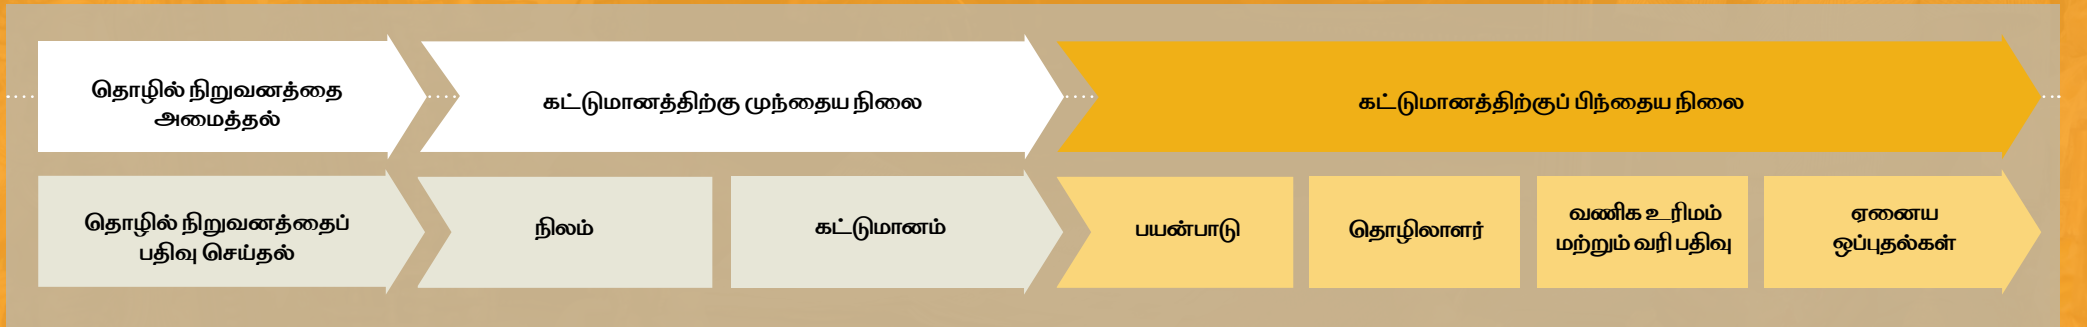 தொழில் நிறுவனத்தை
அமைத்தல்
கட்டுமானத்திற்கு முந்தைய நிலை
கட்டுமானத்திற்குப் பிந்தைய நிலை
தொழில் நிறுவனத்தைப்
பதிவு செய்தல்
நிலம்
கட்டுமானம்
பயன்பாடு
தொழிலாளர்
வணிக உரிமம்
மற்றும் வரி பதிவு
ஏனைய
ஒப்புதல்கள்